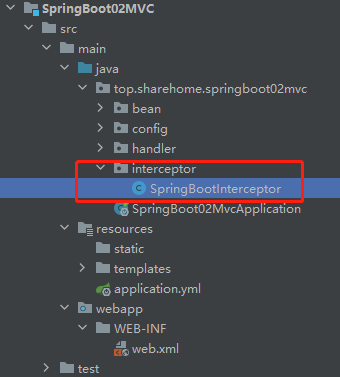 SpringBoot02MVC
src
main
java
top.sharehome.springboot02mvc
bean
config
handler
interceptor
SpringBootInterceptor
SpringBoot02MvcApplication
resources
static
templates
application.yml
webapp
WEB-INF
web.xml
test